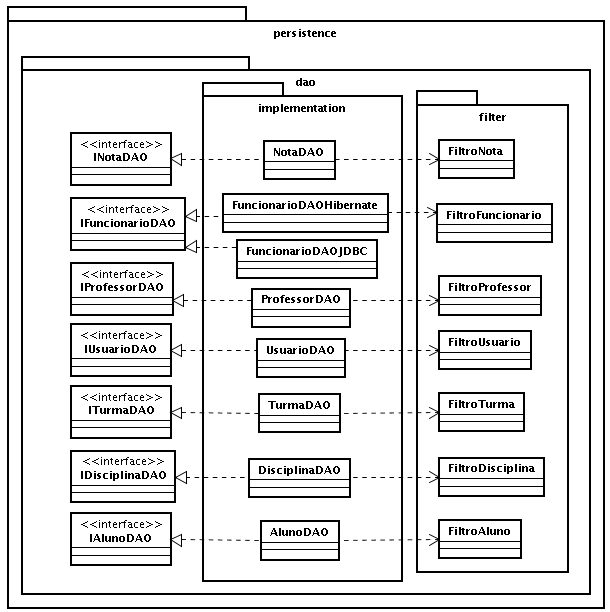 persistence
dao
implementation
filter
<<interface>>
INotaDAO
NotaDAO
FiltroNota
<<interface>>
IFuncionarioDAO
FuncionarioDAOHibernate
FiltroFuncionario
FuncionarioDAOJDBC
<<interface>>
IProfessorDAO
ProfessorDAO
FiltroProfessor
<<interface>>
IUsuarioDAO
UsuarioDAO
FiltroUsuario
<<interface>>
ITurmaDAO
TurmaDAO
FiltroTurma
<<interface>>
IDisciplinaDAO
DisciplinaDAO
FiltroDisciplina
<<interface>>
IAlunoDAO
AlunoDAO
FiltroAluno